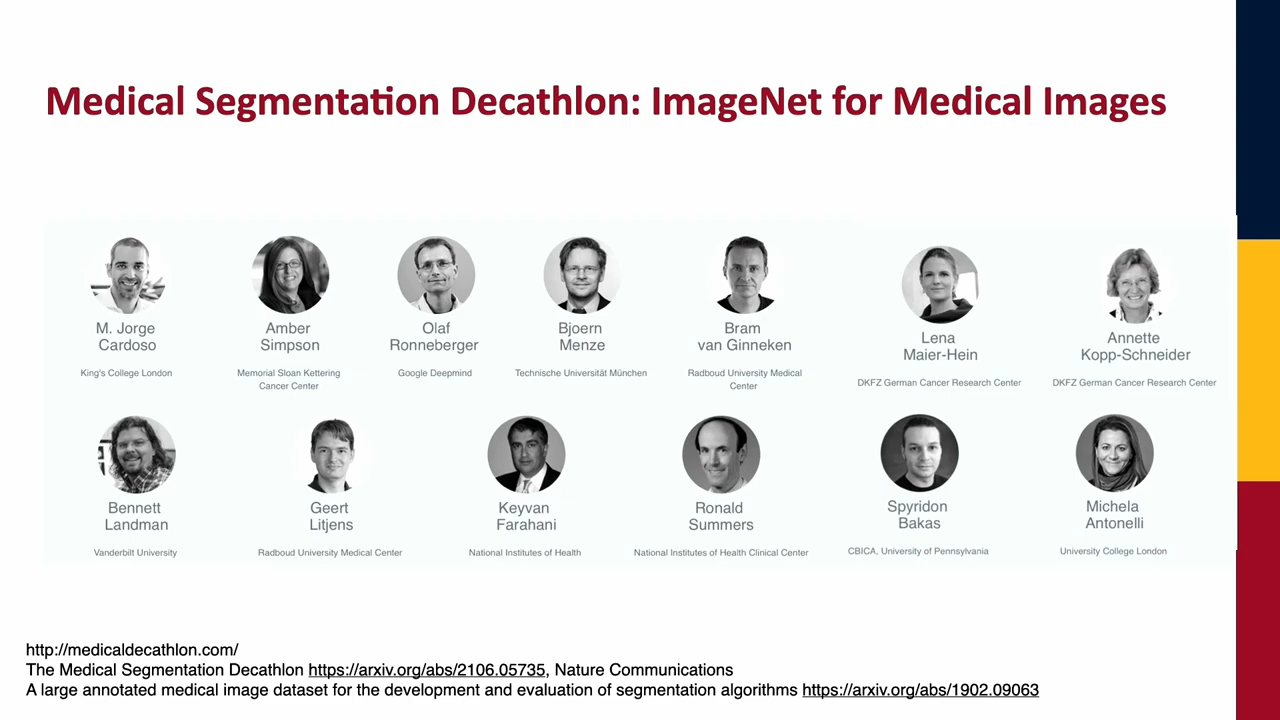 Medical Segmentation Decathlon: ImageNet for Medical Images
M. Jorge
Cardoso
King's College London
Amber
Simpson
Memorial Sloan Kettering
Cancer Center
Olaf
Ronneberger
Google Deepmind
Bjoern
Menze
Technische Universität München
Bram
van Ginneken
Radboud University Medical
Center
Lena
Maier-Hein
DKFZ German Cancer Research Center
Annette
Kopp-Schneider
DKFZ German Cancer Research Center
Bennett
Landman
Vanderbilt University
Geert
Litjens
Radboud University Medical Center
Keyvan
Farahani
National Institutes of Health
Ronald
Summers
National Institutes of Health Clinical Center
Spyridon
Bakas
CBICA, University of Pennsylvania
Michela
Antonelli
University College London
http://medicaldecathlon.com/
The Medical Segmentation Decathlon https://arxiv.org/abs/2106.05735, Nature Communications
A large annotated medical image dataset for the development and evaluation of segmentation algorithms https://arxiv.org/abs/1902.09063